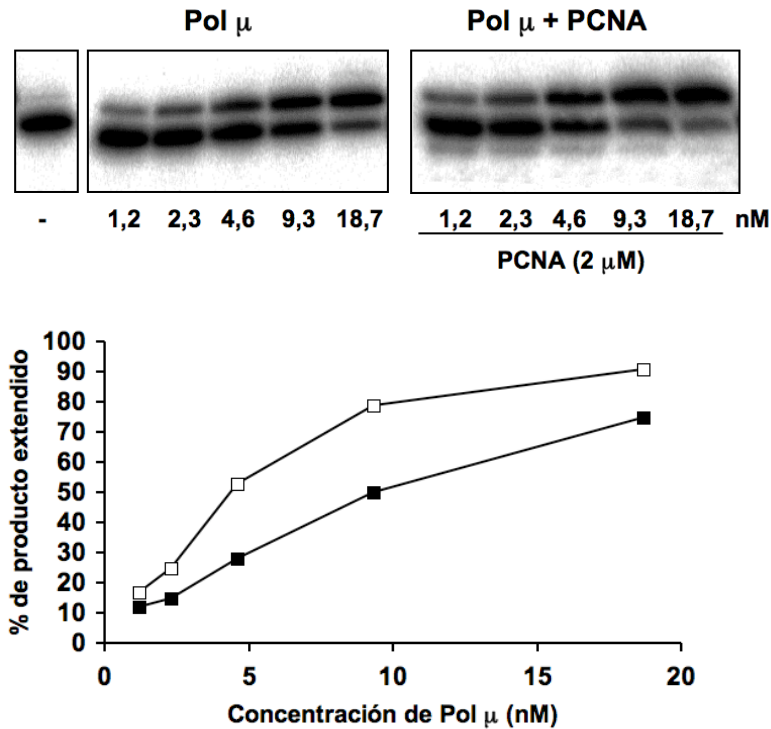 Pol μ
Pol μ + PCNA
- 1,2 2,3 4,6 9,3 18,7 1,2 2,3 4,6 9,3 18,7 nM
PCNA (2 μM)
100
90
80
70
60
50
40
30
20
10
0
% de producto extendido
0 5 10 15 20
Concentración de Pol μ (nM)